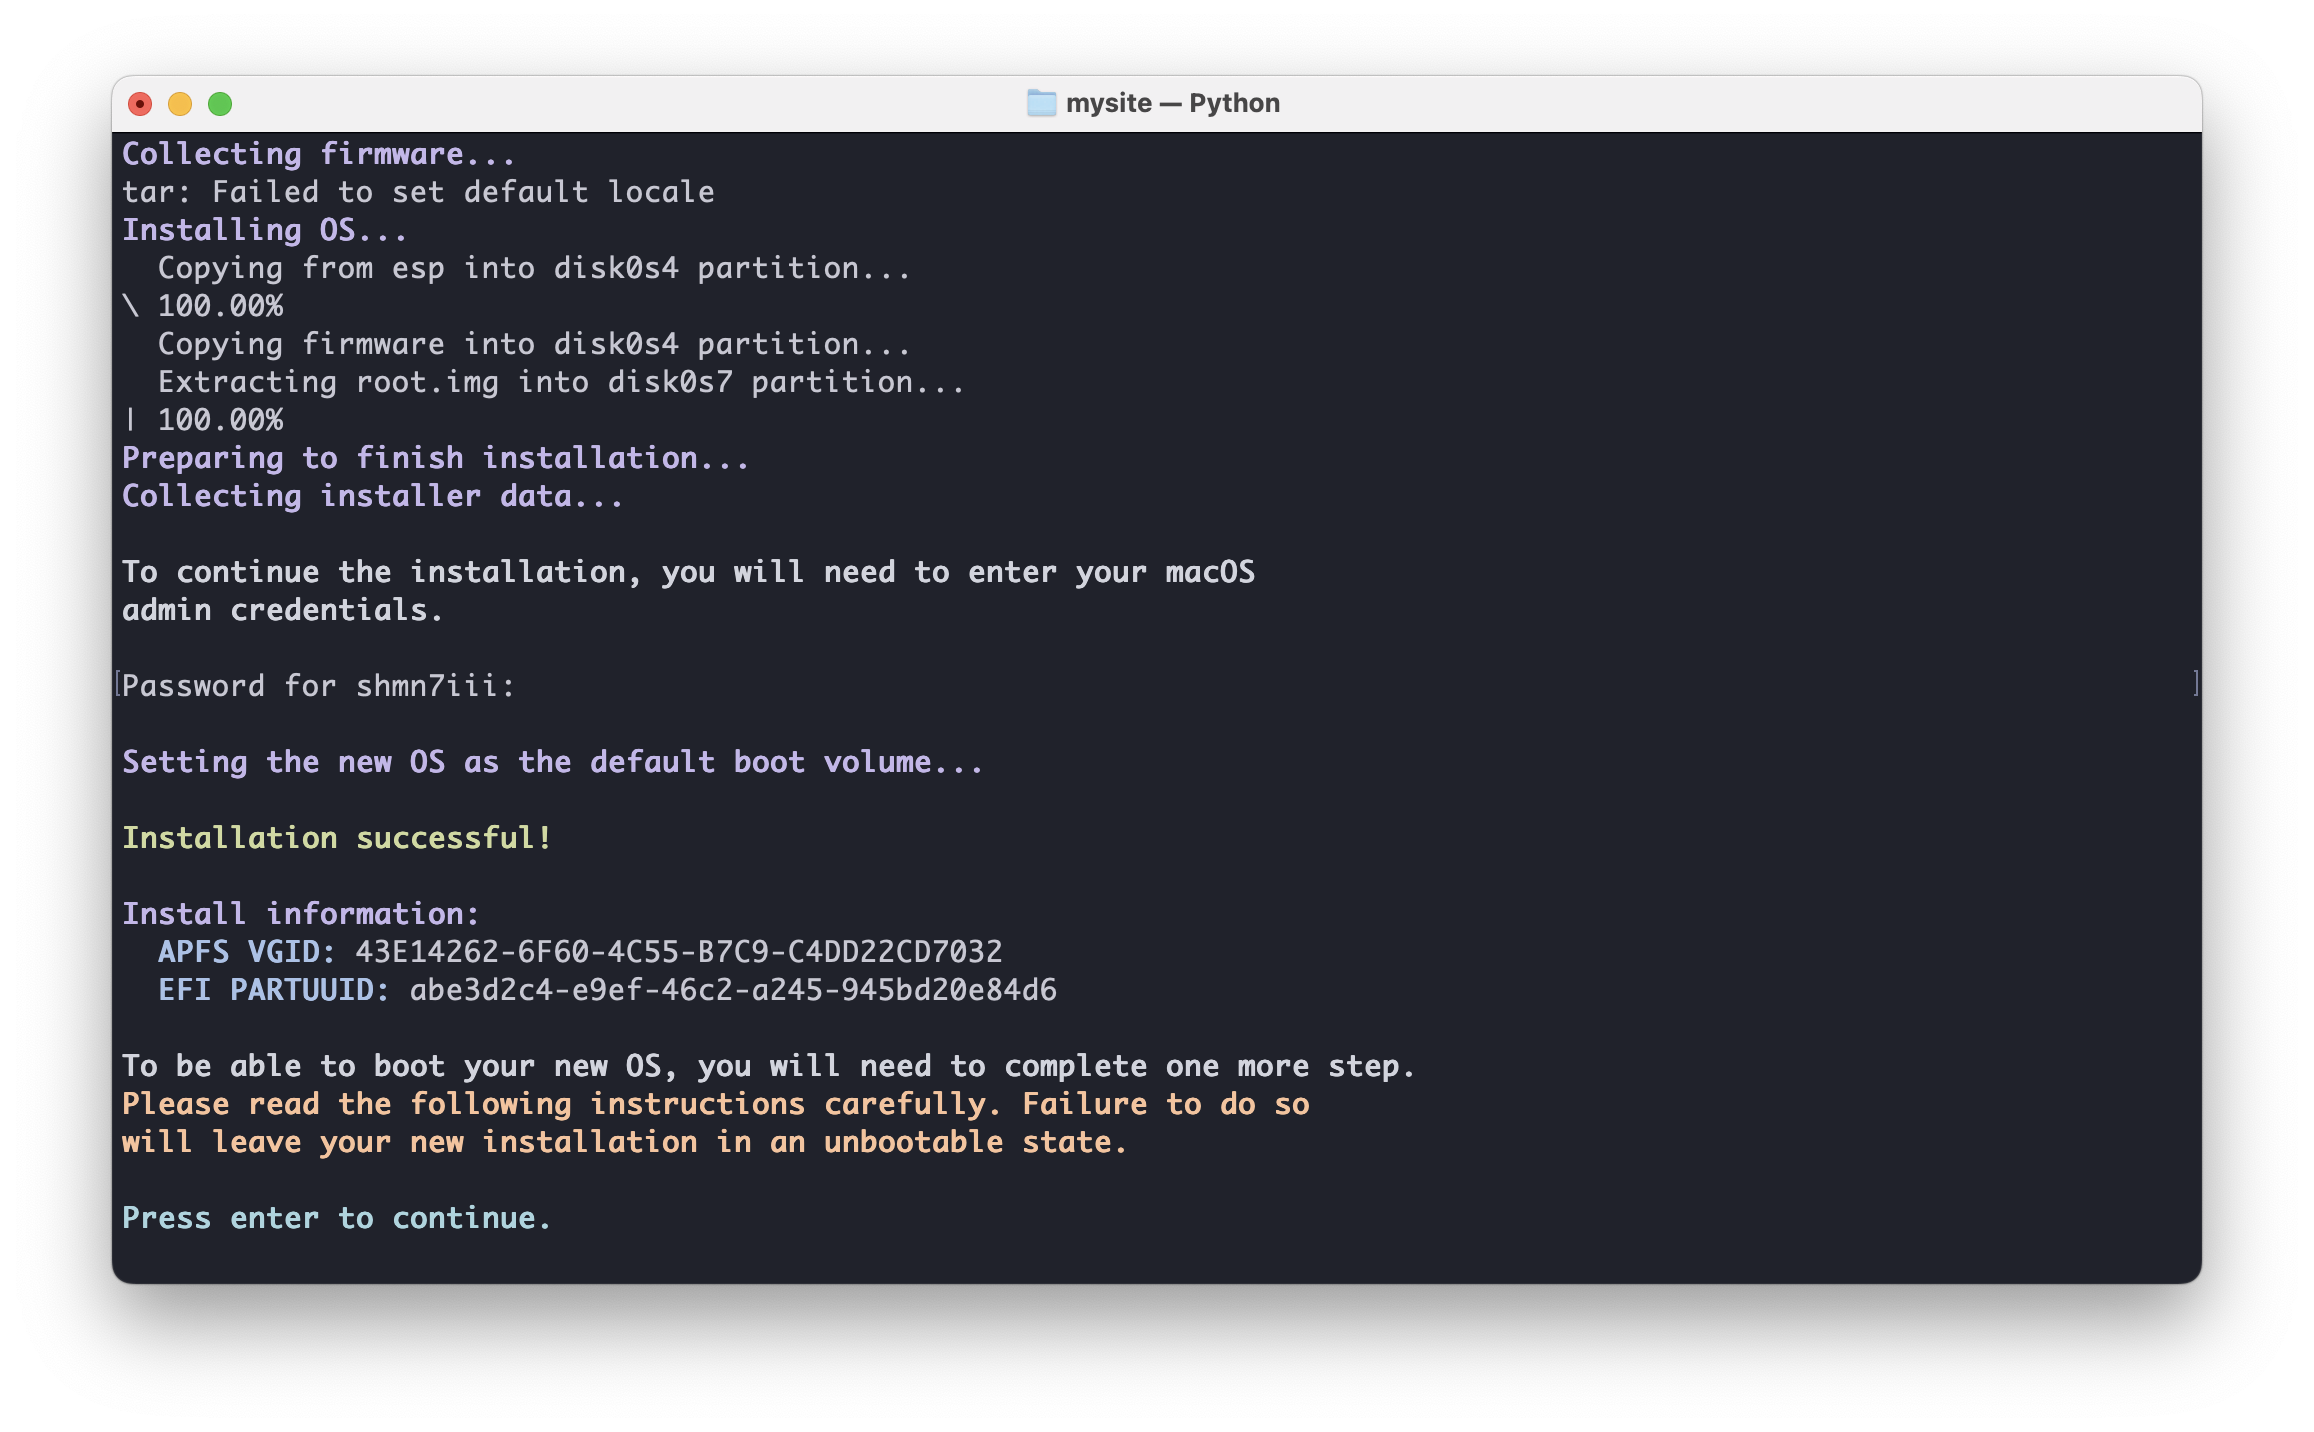 mysite — Python
Collecting firmware...
tar: Failed to set default locale
Installing OS...
  Copying from esp into disk0s4 partition...
\ 100.00%
  Copying firmware into disk0s4 partition...
  Extracting root.img into disk0s7 partition...
| 100.00%
Preparing to finish installation...
Collecting installer data...
To continue the installation, you will need to enter your macOS
admin credentials.
[Password for shmn7iii: ]
Setting the new OS as the default boot volume...
Installation successful!
Install information:
  APFS VGID: 43E14262-6F60-4C55-B7C9-C4DD22CD7032
  EFI PARTUUID: abe3d2c4-e9ef-46c2-a245-945bd20e84d6
To be able to boot your new OS, you will need to complete one more step.
Please read the following instructions carefully. Failure to do so
will leave your new installation in an unbootable state.
Press enter to continue.